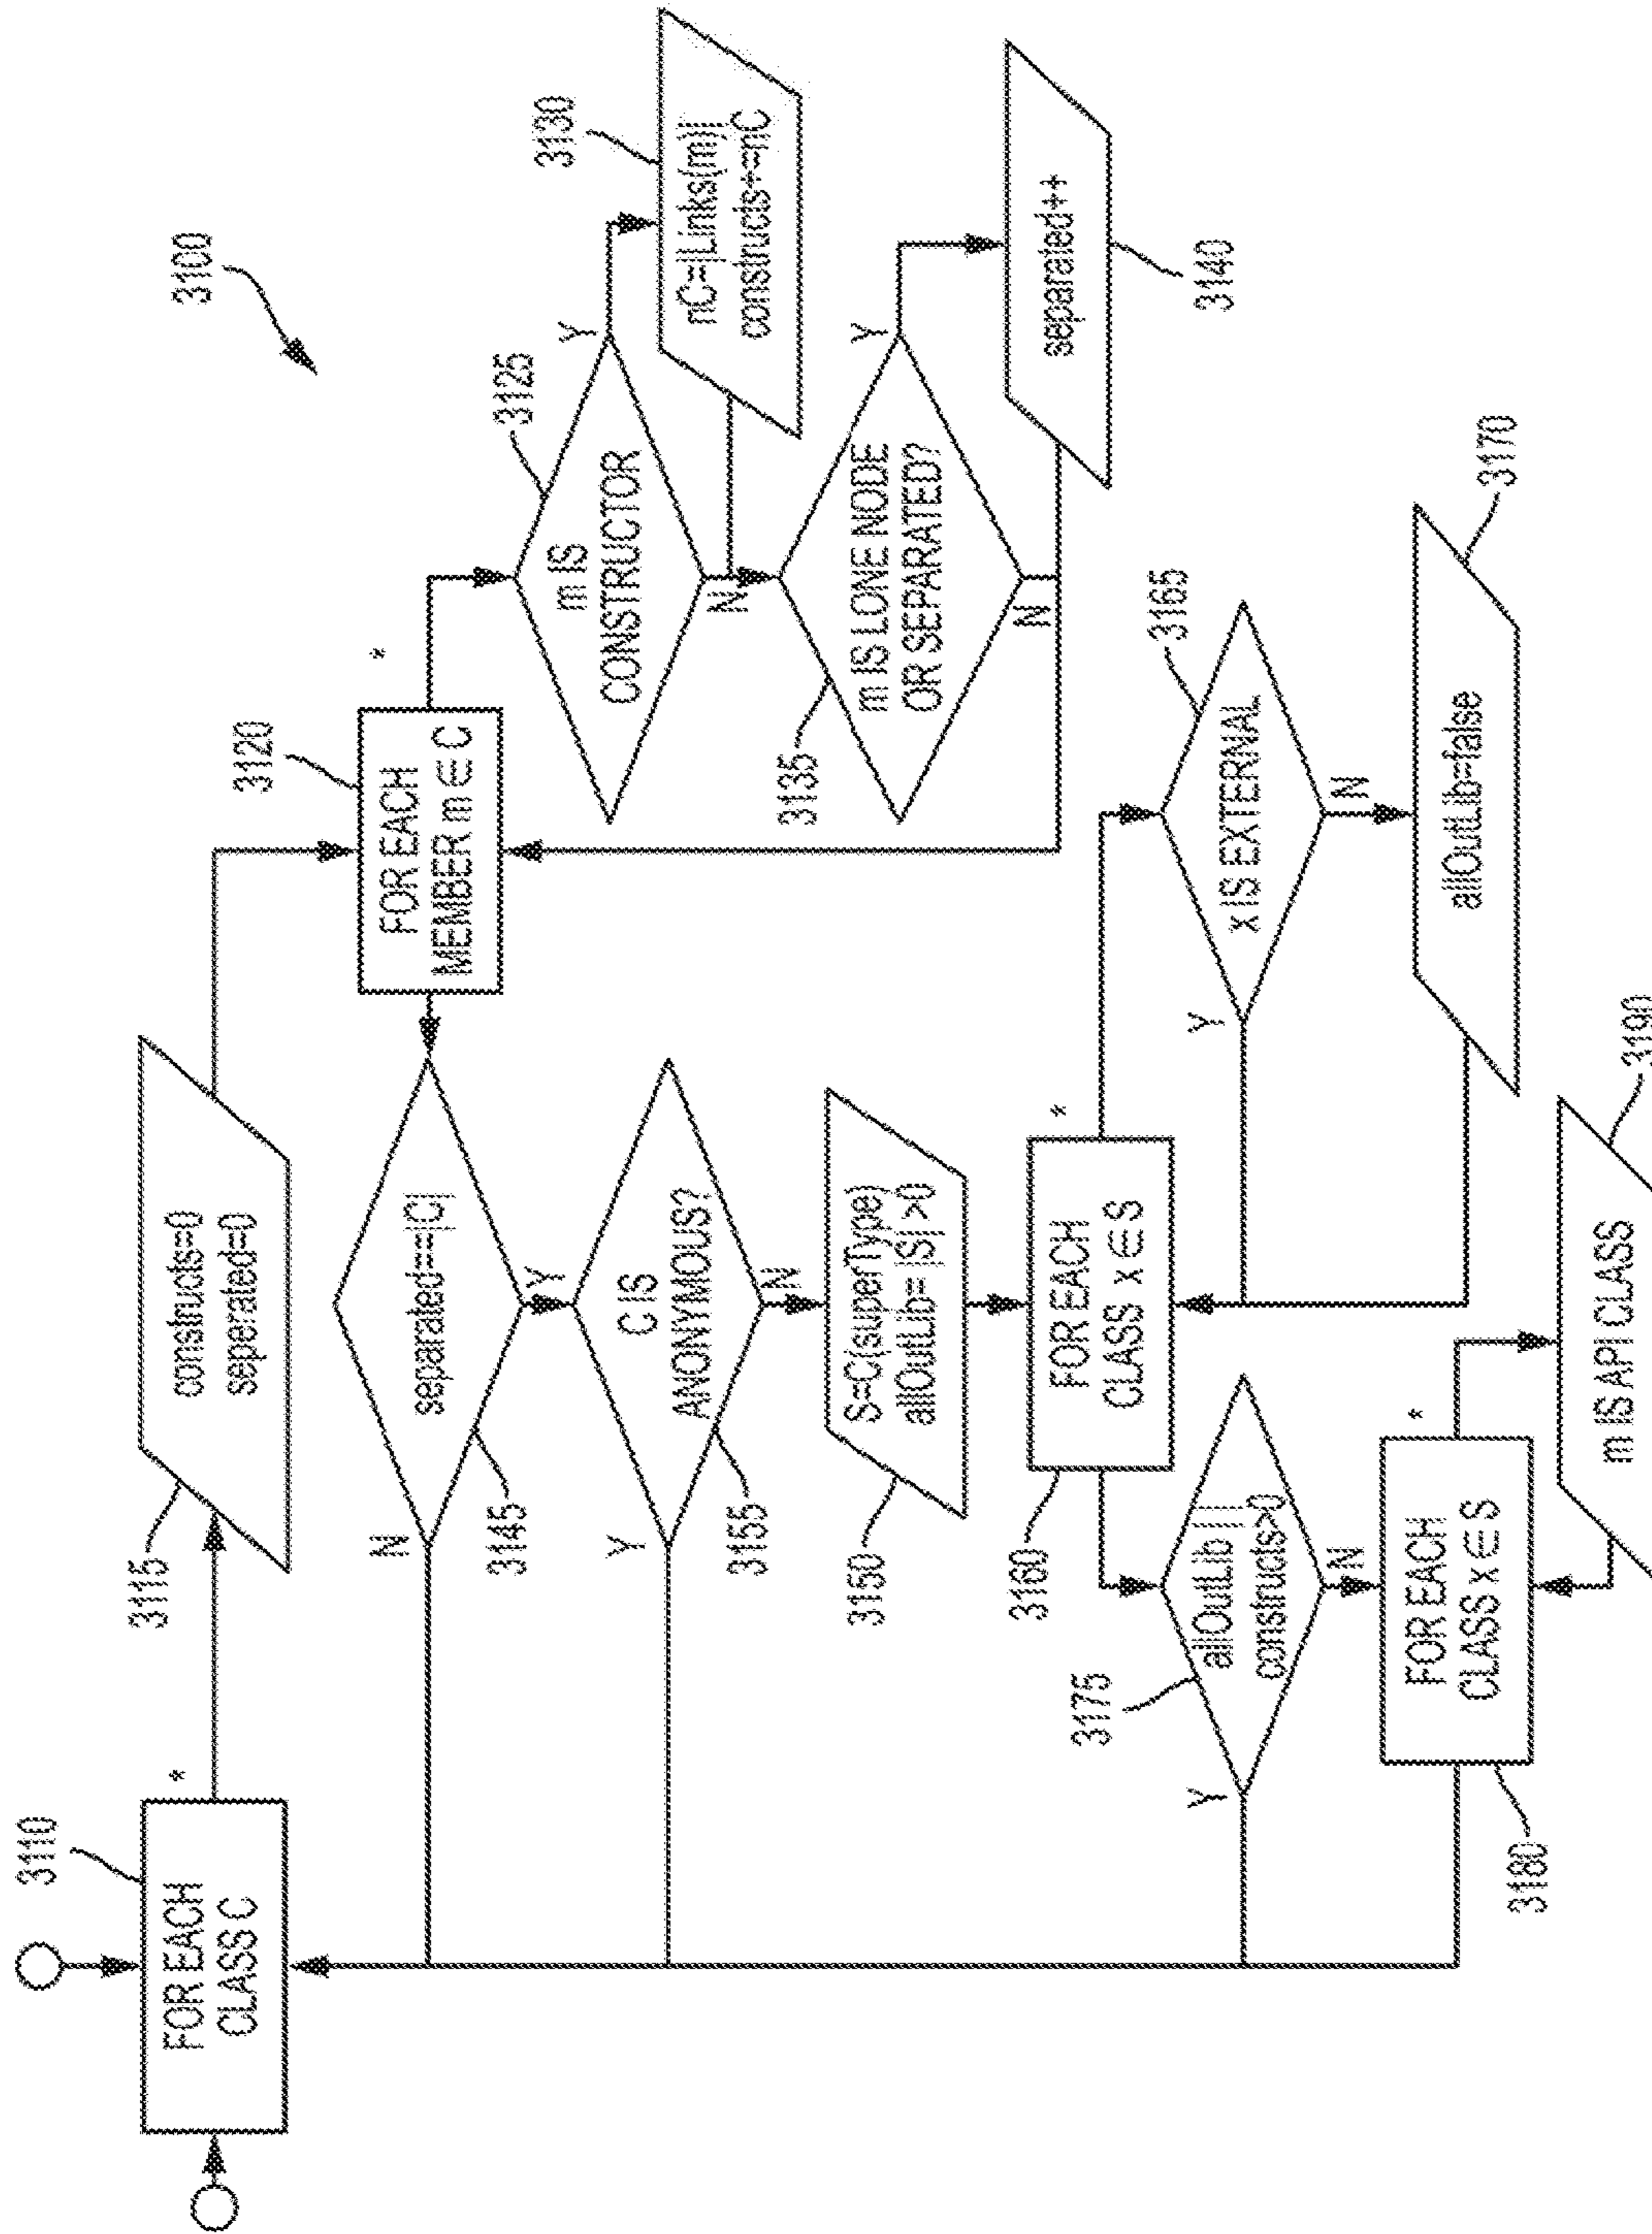 3100
3110
FOR EACH
CLASS C
*
3115
constructs=0
seperated=0
3120
FOR EACH
MEMBER m ∈ C
*
3125
m IS
CONSTRUCTOR
Y
N
3130
nC=|Links(m)|
constructs+=nC
3135
m IS LONE NODE
OR SEPARATED?
Y
N
3140
separated++
3145
separated==|C|
N
Y
3155
C IS
ANONYMOUS?
Y
N
3150
S=C(superType)
allOutLib= |S| >0
3160
FOR EACH
CLASS x ∈ S
*
3165
x IS EXTERNAL
Y
N
3170
allOutLib=false
3175
allOutLib ||
constructs>0
Y
N
3180
FOR EACH
CLASS x ∈ S
*
3190
m IS API CLASS